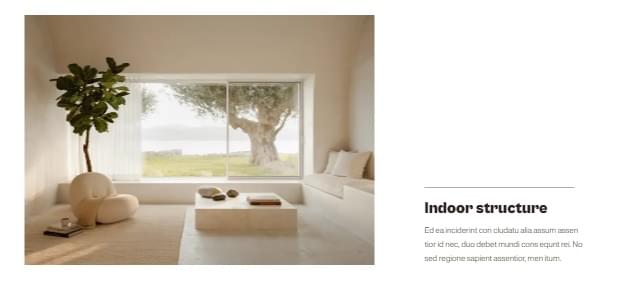 Indoor structure
Ed ea inciderint con cludatu alia assum assen
tior id nec, duo debet mundi cons equnt rei. No
sed regione sapient assentior, men itum.